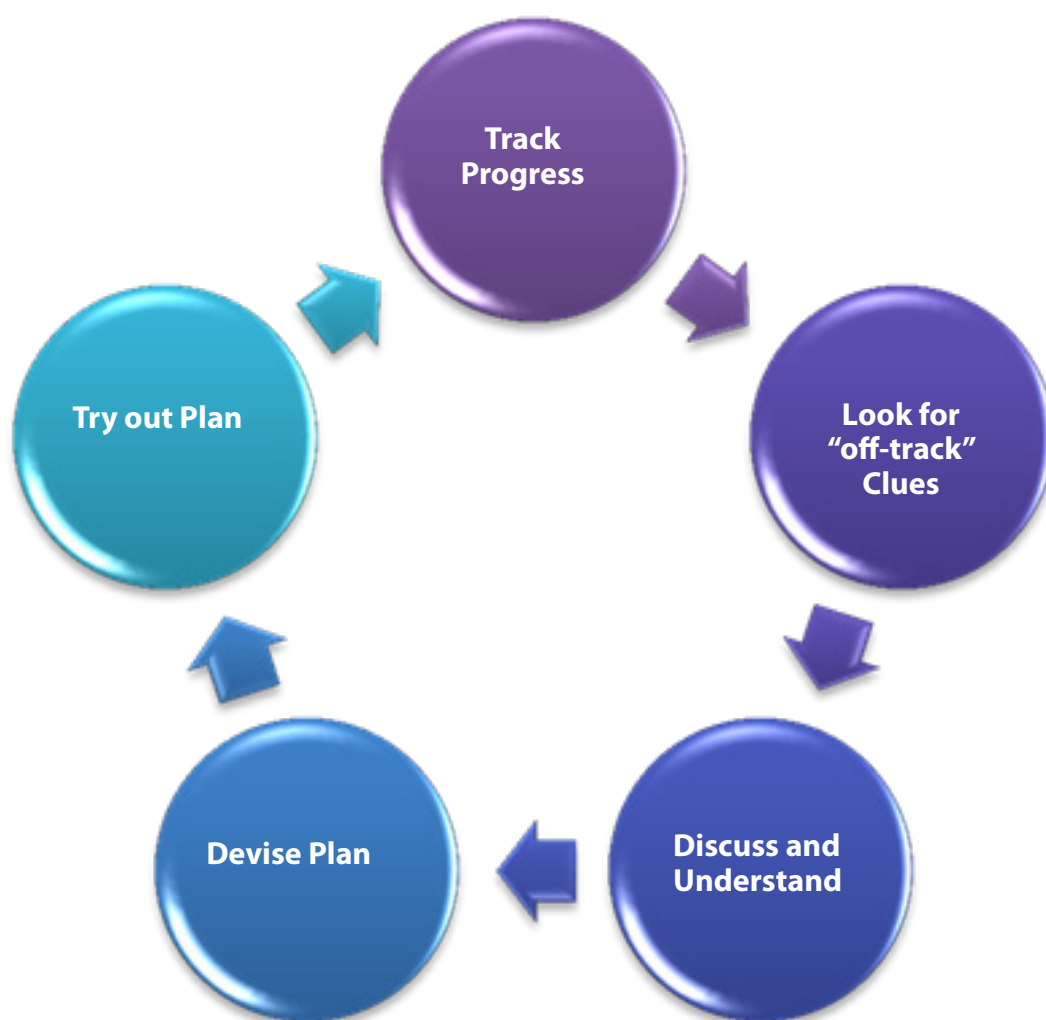 Track
Progress
Look for
“off-track”
Clues
Discuss and
Understand
Devise Plan
Try out Plan